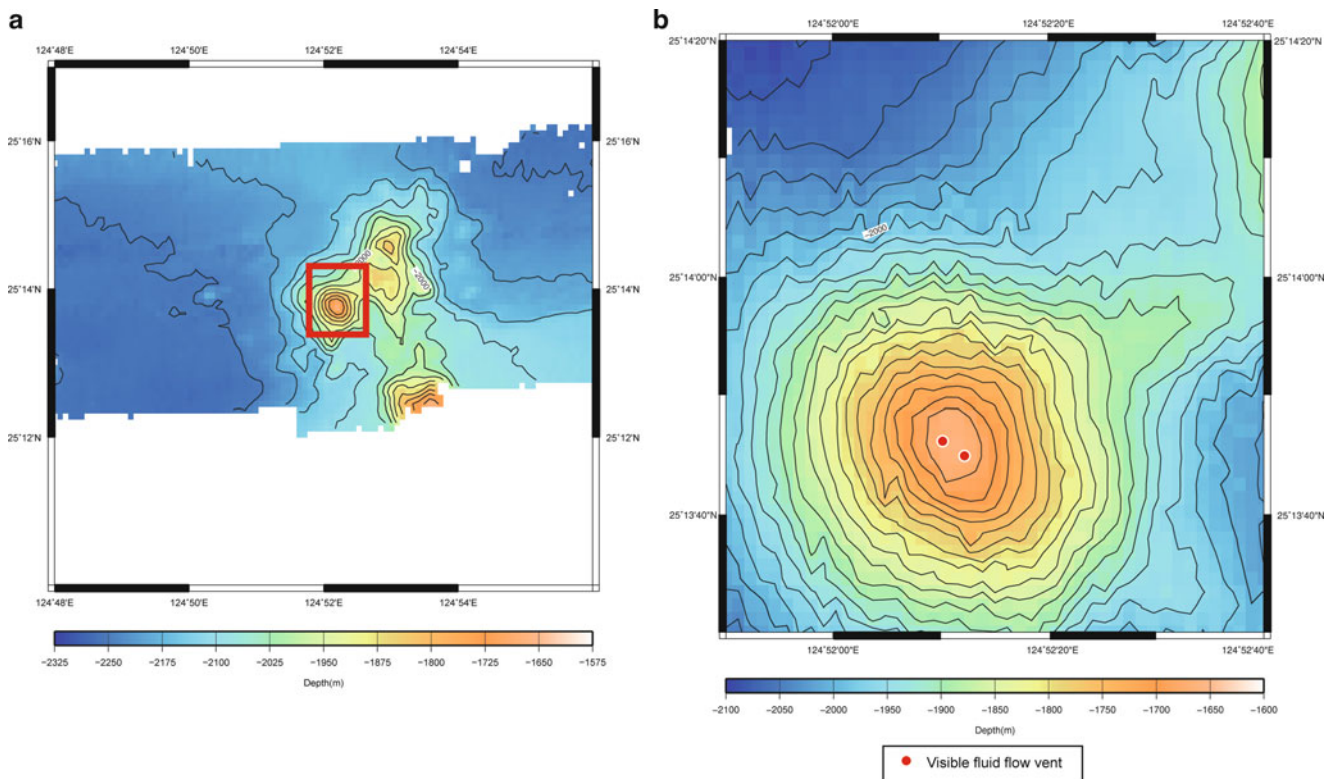 a
124˚48'E 124˚50'E 124˚52'E 124˚54'E
25˚16'N 25˚16'N
−2000
−2000
25˚14'N 25˚14'N
25˚12'N 25˚12'N
124˚48'E 124˚50'E 124˚52'E 124˚54'E
−2325 −2250 −2175 −2100 −2025 −1950 −1875 −1800 −1725 −1650 −1575
Depth(m)
b
124˚52'00"E 124˚52'20"E 124˚52'40"E
25˚14'20"N 25˚14'20"N
−2000
25˚14'00"N 25˚14'00"N
25˚13'40"N 25˚13'40"N
124˚52'00"E 124˚52'20"E 124˚52'40"E
−2100 −2050 −2000 −1950 −1900 −1850 −1800 −1750 −1700 −1650 −1600
Depth(m)
Visible fluid flow vent